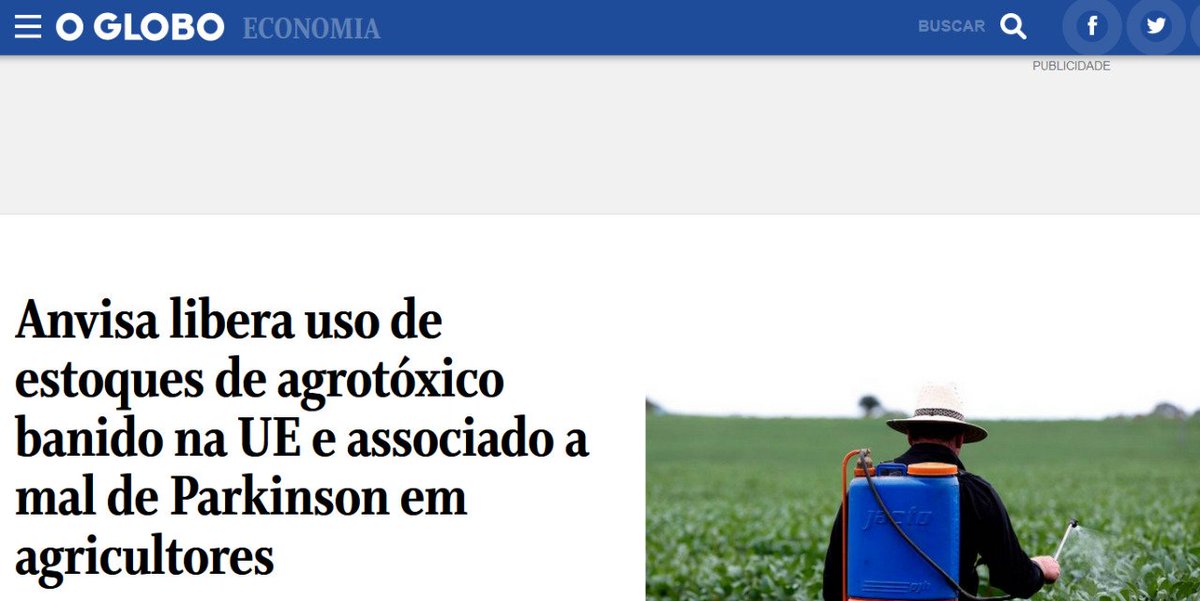 O GLOBO ECONOMIA BUSCAR
PUBLICIDADE
Anvisa libera uso de
estoques de agrotóxico
banido na UE e associado a
mal de Parkinson em
agricultores
jacto